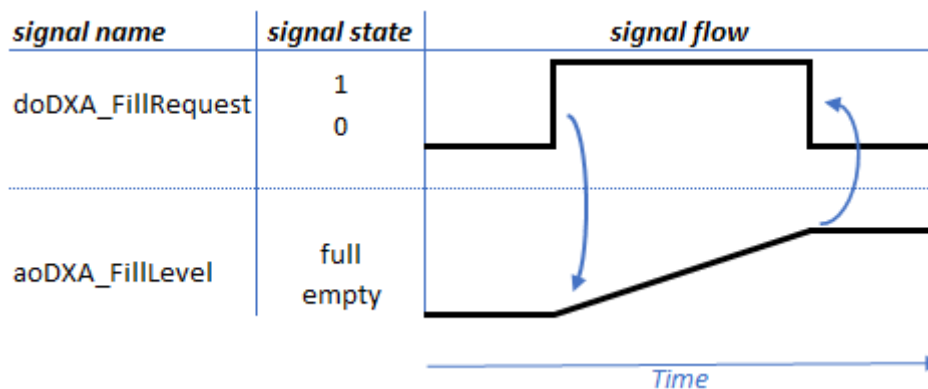 signal name signal state signal flow
doDXA_FillRequest 1
0
aoDXA_FillLevel full
empty
Time